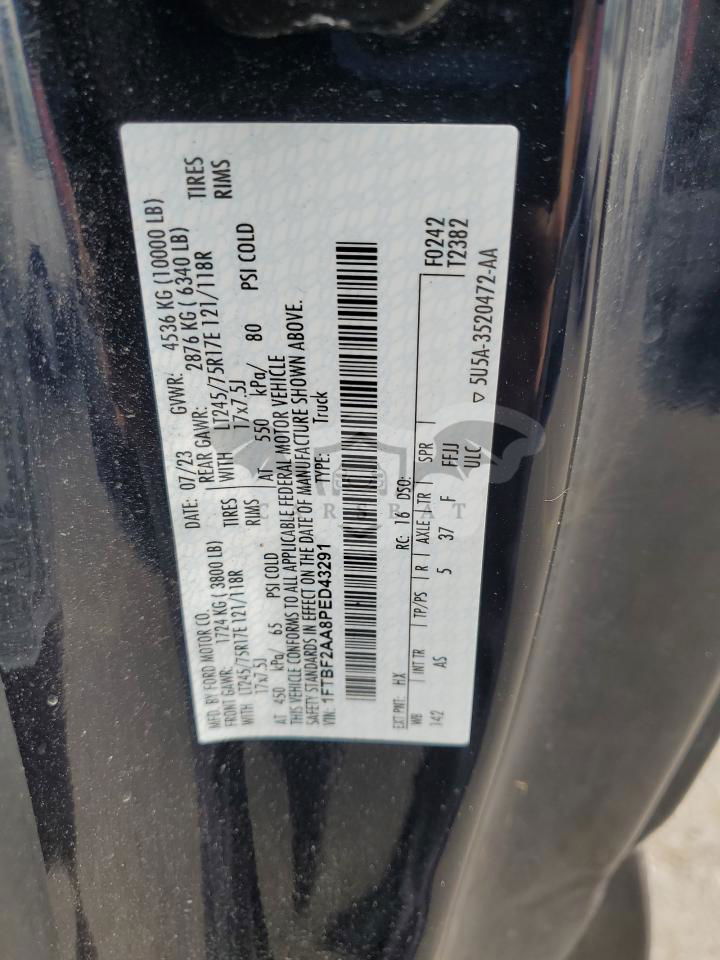 MFD. BY FORD MOTOR CO.
DATE: 07/23 GVWR: 4536 KG (10000 LB)
FRONT GAWR: 1724 KG ( 3800 LB) REAR GAWR: 2876 KG ( 6340 LB)
WITH LT245/75R17E 121/118R TIRES WITH LT245/75R17E 121/118R TIRES
17x7.5J RIMS 17x7.5J RIMS
AT 450 kPa/ 65 PSI COLD AT 550 kPa/ 80 PSI COLD
THIS VEHICLE CONFORMS TO ALL APPLICABLE FEDERAL MOTOR VEHICLE
SAFETY STANDARDS IN EFFECT ON THE DATE OF MANUFACTURE SHOWN ABOVE.
VIN: 1FTBF2AA8PED43291 TYPE: Truck
CARSBAT
EXT PNT: HX RC: 16 DSO: F0242
T2382
WB INT TR TP/PS R AXLE TR SPR
142 AS 5 37 F FFJJ
ULC
▽ 5U5A-3520472-AA